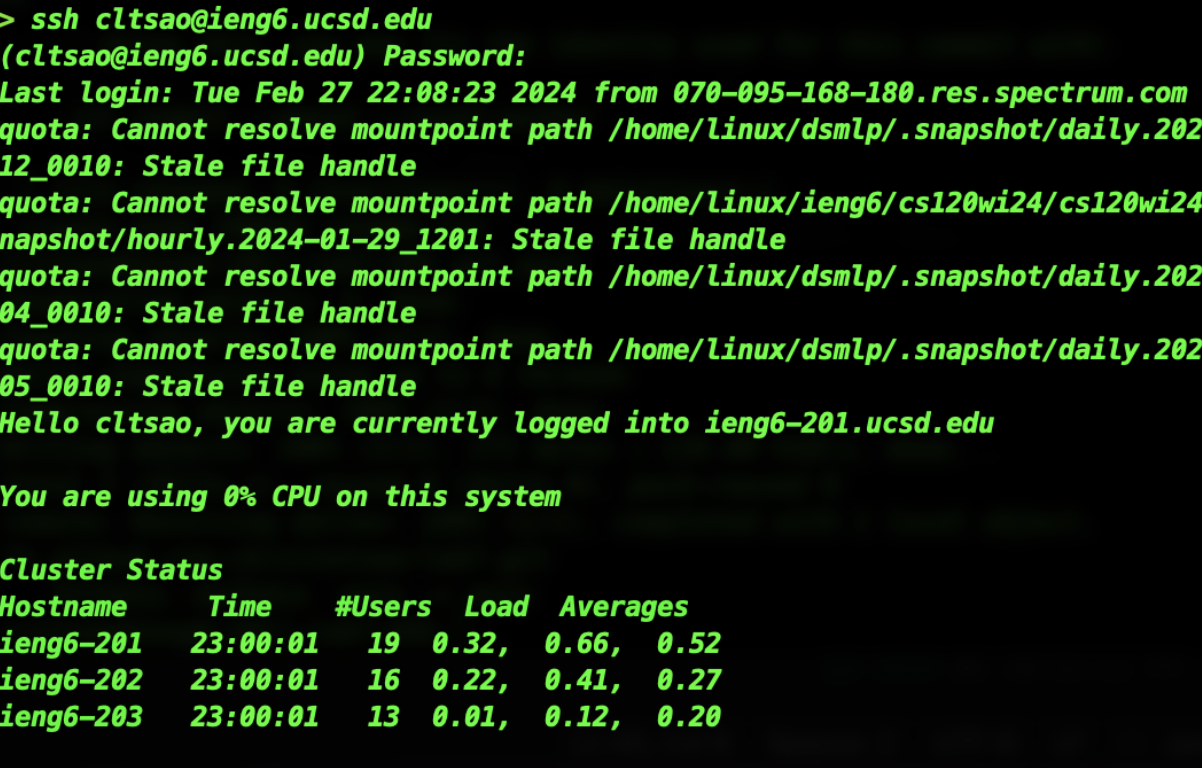 > ssh cltsao@ieng6.ucsd.edu
(cltsao@ieng6.ucsd.edu) Password:
Last login: Tue Feb 27 22:08:23 2024 from 070-095-168-180.res.spectrum.com
quota: Cannot resolve mountpoint path /home/linux/dsmlp/.snapshot/daily.202
12_0010: Stale file handle
quota: Cannot resolve mountpoint path /home/linux/ieng6/cs120wi24/cs120wi24
napshot/hourly.2024-01-29_1201: Stale file handle
quota: Cannot resolve mountpoint path /home/linux/dsmlp/.snapshot/daily.202
04_0010: Stale file handle
quota: Cannot resolve mountpoint path /home/linux/dsmlp/.snapshot/daily.202
05_0010: Stale file handle
Hello cltsao, you are currently logged into ieng6-201.ucsd.edu
You are using 0% CPU on this system
Cluster Status
Hostname     Time    #Users  Load  Averages
ieng6-201   23:00:01   19  0.32,  0.66,  0.52
ieng6-202   23:00:01   16  0.22,  0.41,  0.27
ieng6-203   23:00:01   13  0.01,  0.12,  0.20